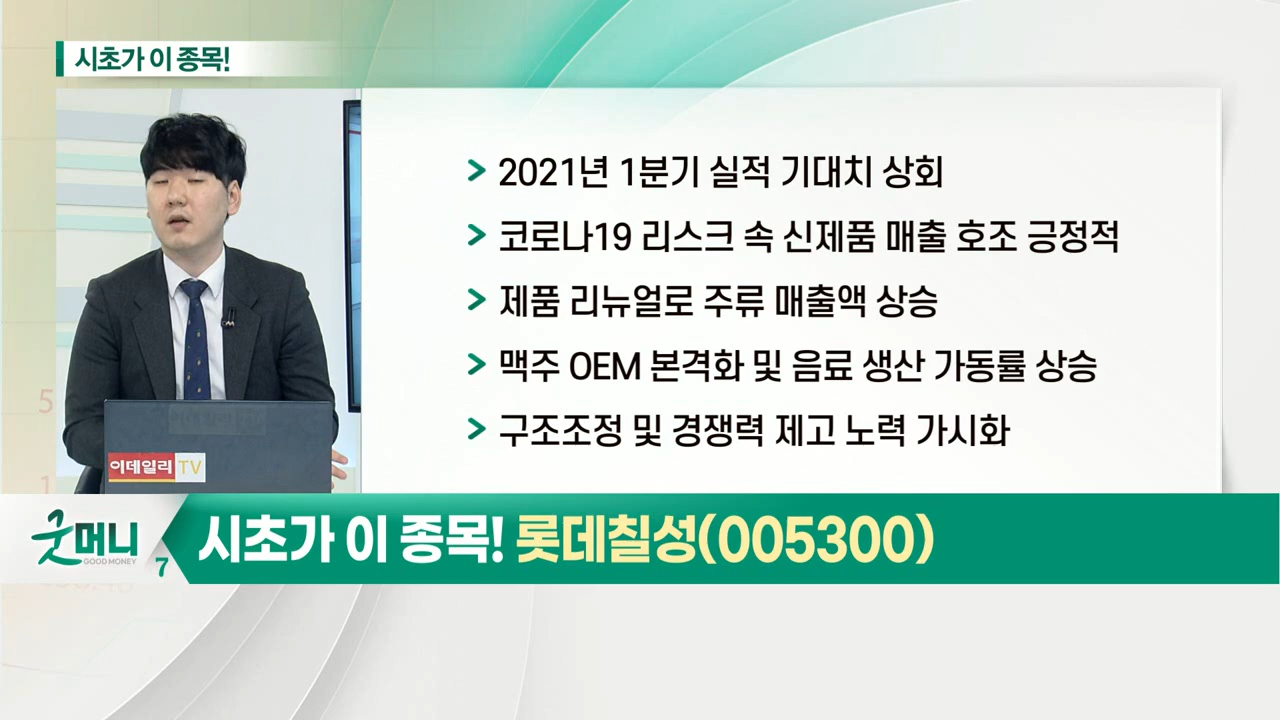 시초가 이 종목!
> 2021년 1분기 실적 기대치 상회
> 코로나19 리스크 속 신제품 매출 호조 긍정적
> 제품 리뉴얼로 주류 매출액 상승
> 맥주 OEM 본격화 및 음료 생산 가동률 상승
> 구조조정 및 경쟁력 제고 노력 가시화
5
1
이데일리 TV
굿머니
GOOD MONEY
7
시초가 이 종목! 롯데칠성(005300)